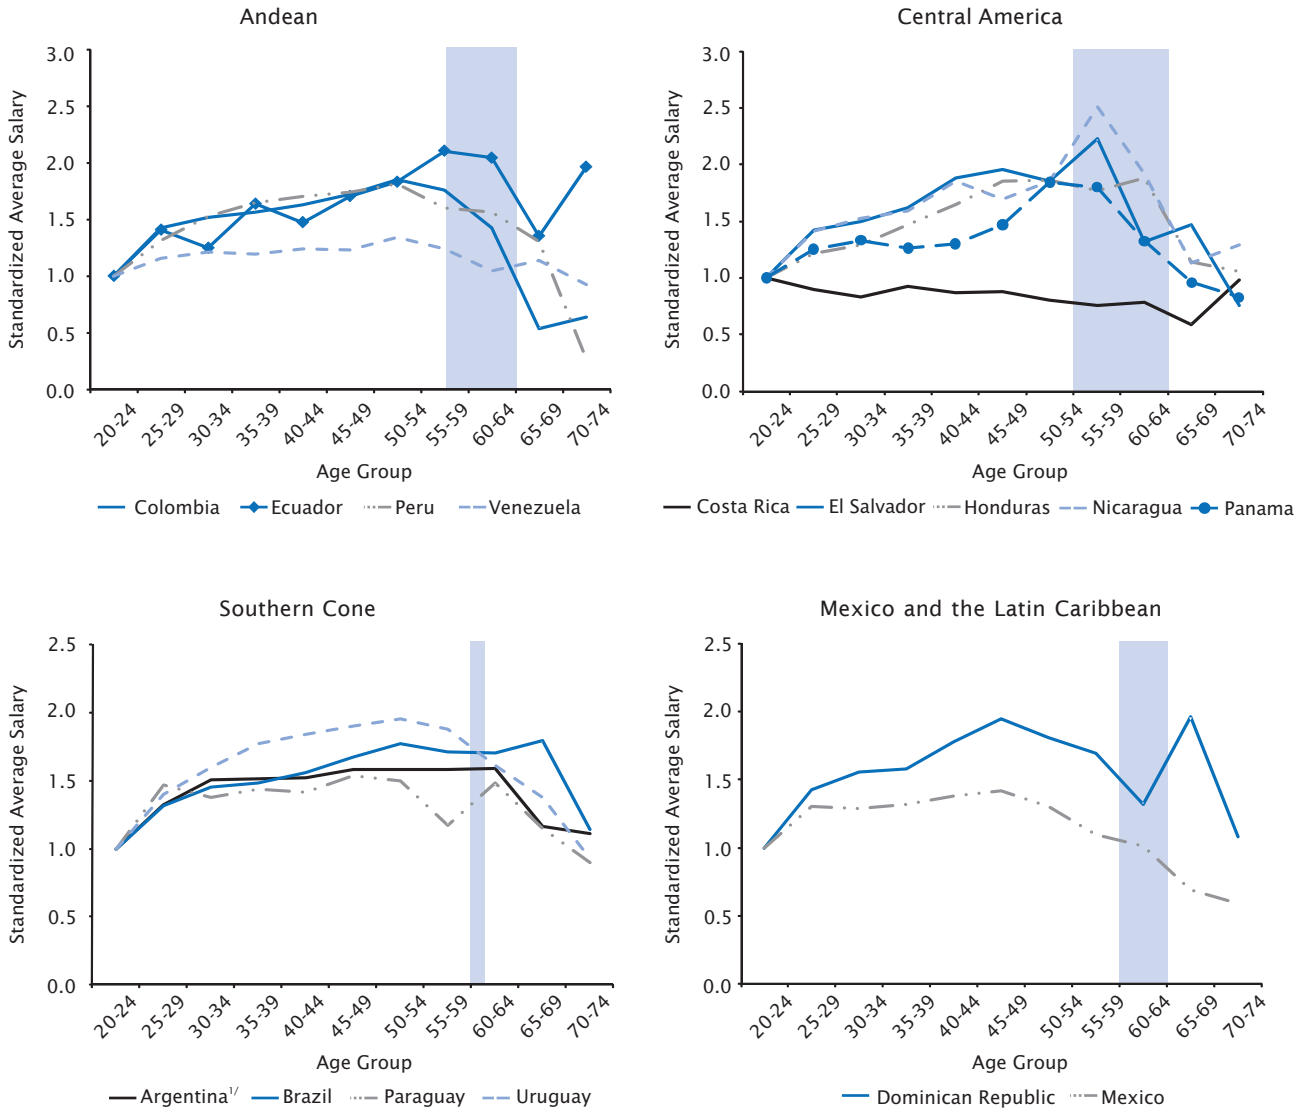 Andean
Standardized Average Salary
3.0
2.5
2.0
1.5
1.0
0.5
0.0
20-24 25-29 30-34 35-39 40-44 45-49 50-54 55-59 60-64 65-69 70-74
Age Group
Colombia Ecuador Peru Venezuela
Central America
Standardized Average Salary
3.0
2.5
2.0
1.5
1.0
0.5
0.0
20-24 25-29 30-34 35-39 40-44 45-49 50-54 55-59 60-64 65-69 70-74
Age Group
Costa Rica El Salvador Honduras Nicaragua Panama
Southern Cone
Standardized Average Salary
2.5
2.0
1.5
1.0
0.5
0.0
20-24 25-29 30-34 35-39 40-44 45-49 50-54 55-59 60-64 65-69 70-74
Age Group
Argentina1/ Brazil Paraguay Uruguay
Mexico and the Latin Caribbean
Standardized Average Salary
2.5
2.0
1.5
1.0
0.5
0.0
20-24 25-29 30-34 35-39 40-44 45-49 50-54 55-59 60-64 65-69 70-74
Age Group
Dominican Republic Mexico